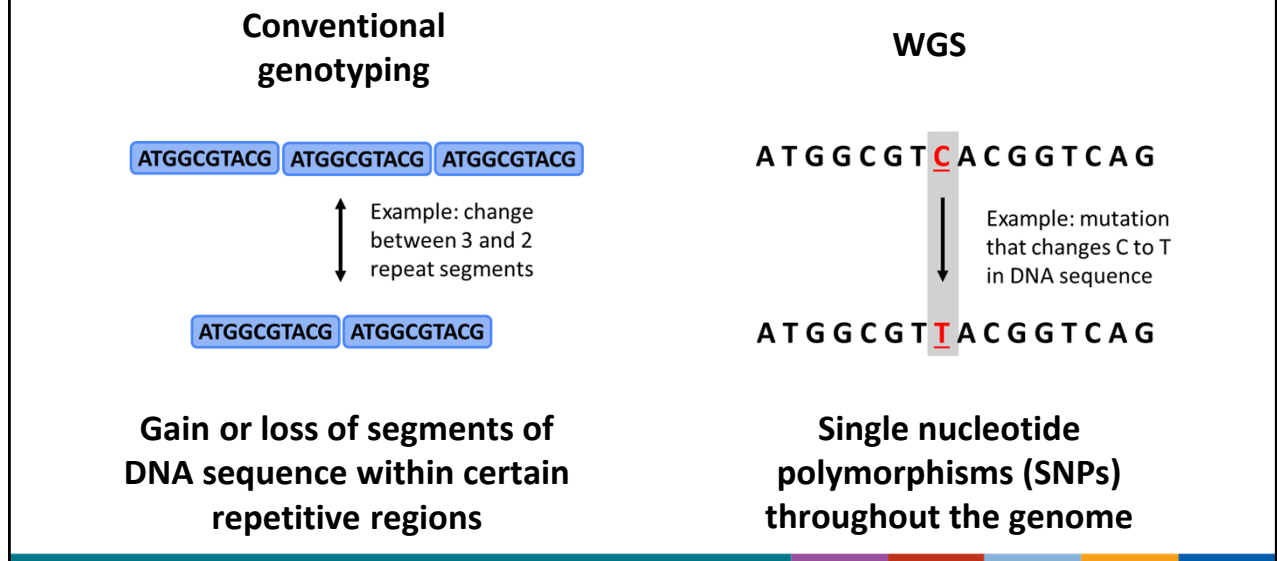 Conventional
genotyping
ATGGCGTACG ATGGCGTACG ATGGCGTACG
Example: change
between 3 and 2
repeat segments
ATGGCGTACG ATGGCGTACG
Gain or loss of segments of
DNA sequence within certain
repetitive regions
WGS
A T G G C G T C A C G G T C A G
Example: mutation
that changes C to T
in DNA sequence
A T G G C G T T A C G G T C A G
Single nucleotide
polymorphisms (SNPs)
throughout the genome